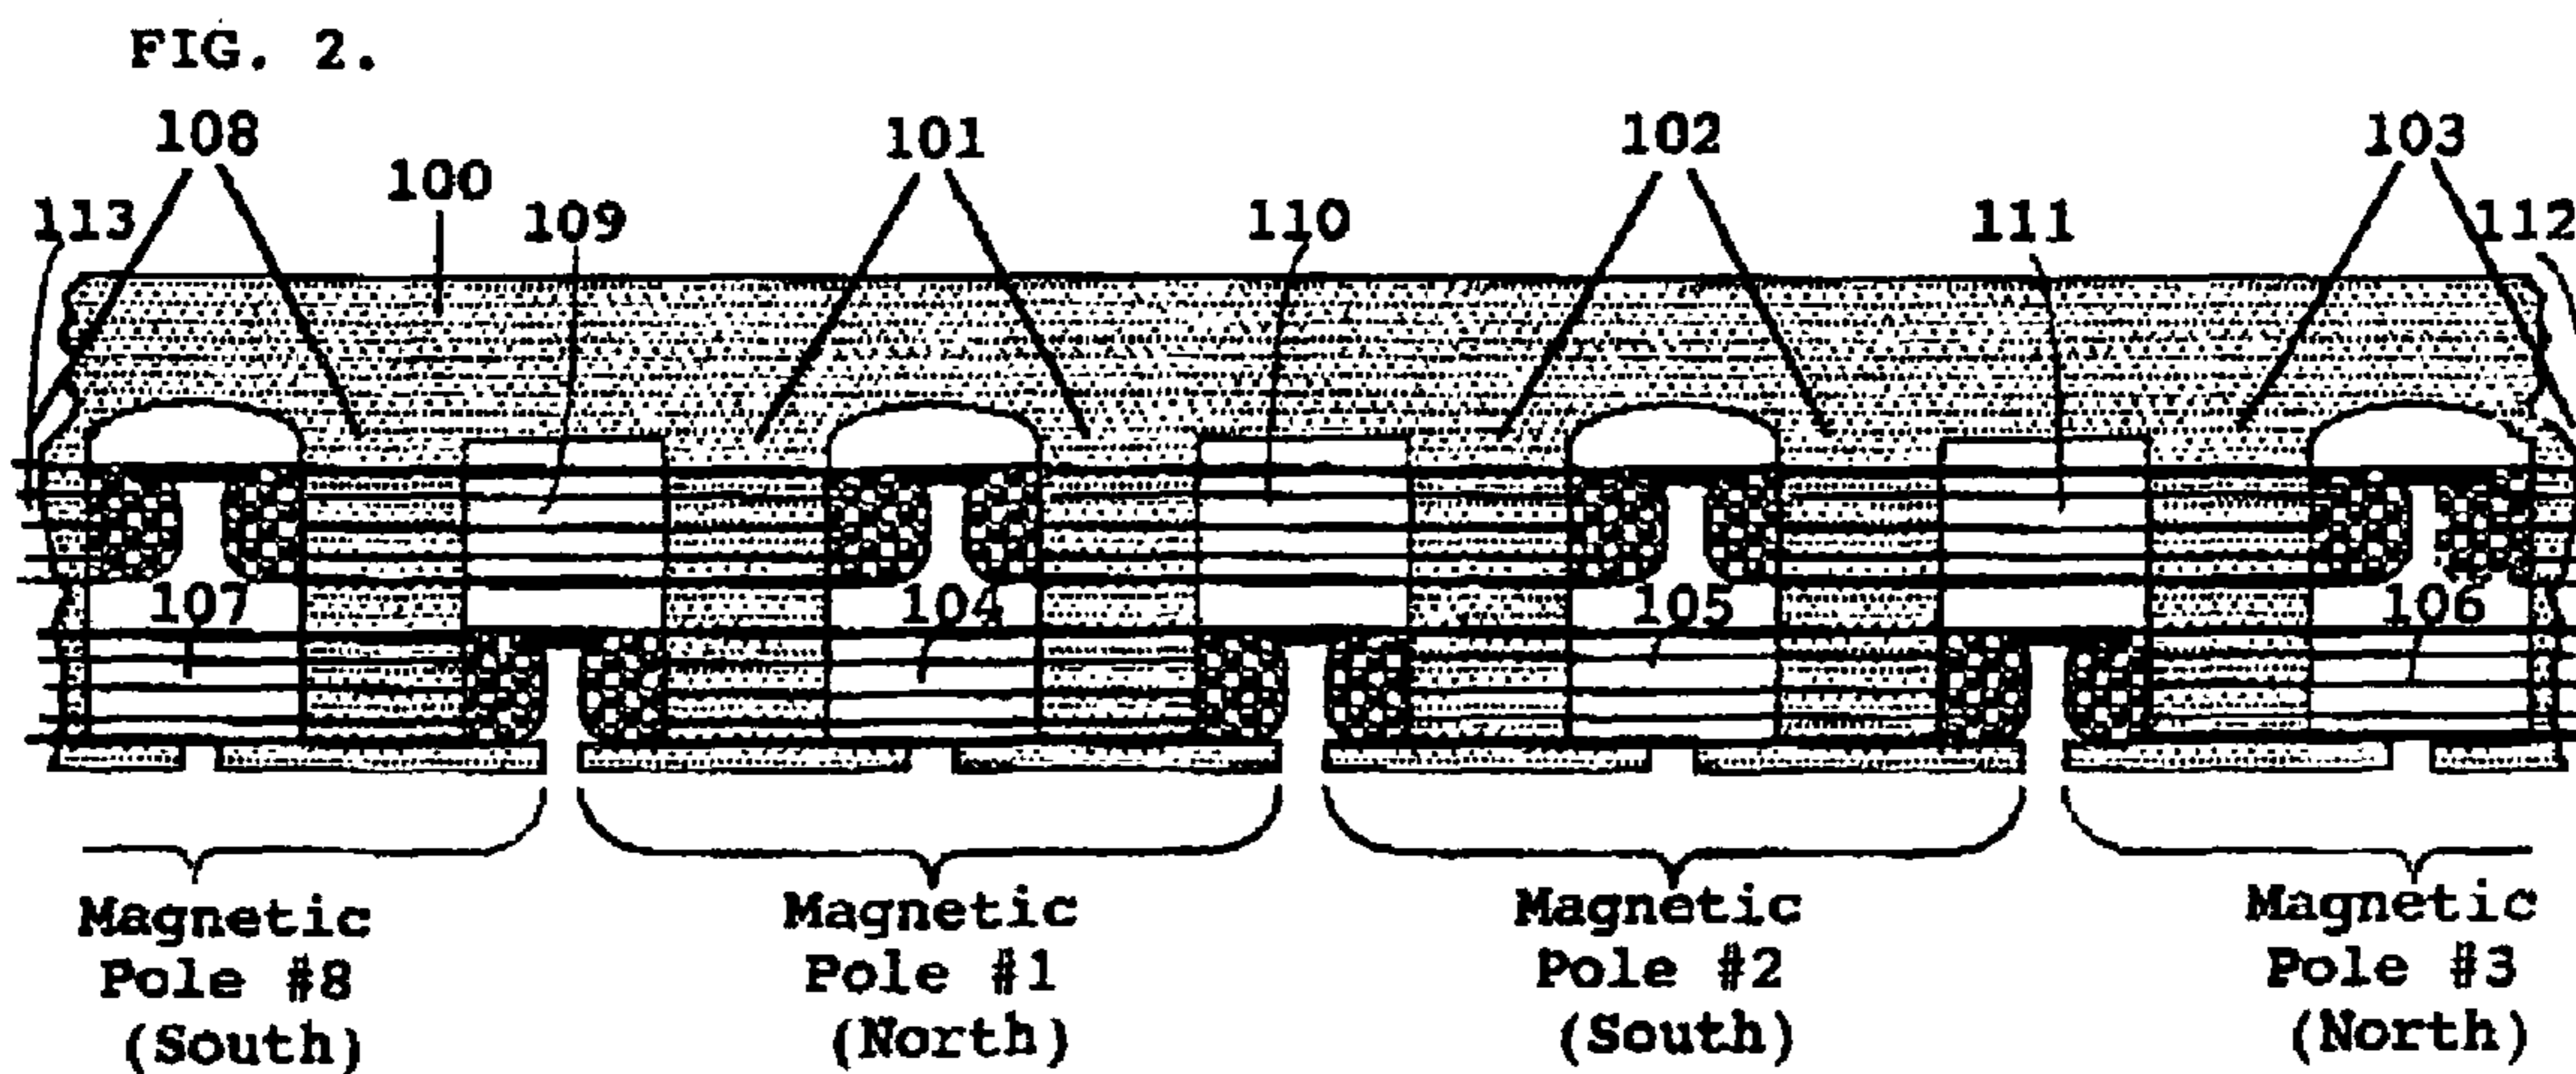 FIG. 2.
108 101 102 103
100
113 109 110 111 112
107 104 105 106
Magnetic Pole #8 (South)
Magnetic Pole #1 (North)
Magnetic Pole #2 (South)
Magnetic Pole #3 (North)